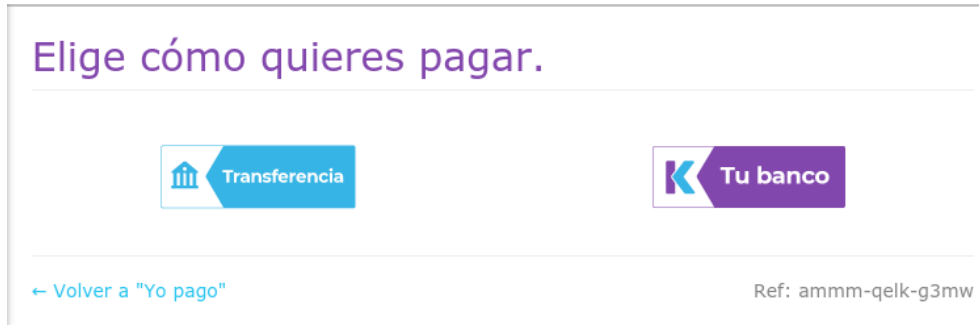 Elige cómo quieres pagar.
Transferencia
Tu banco
← Volver a "Yo pago"
Ref: ammm-qelk-g3mw